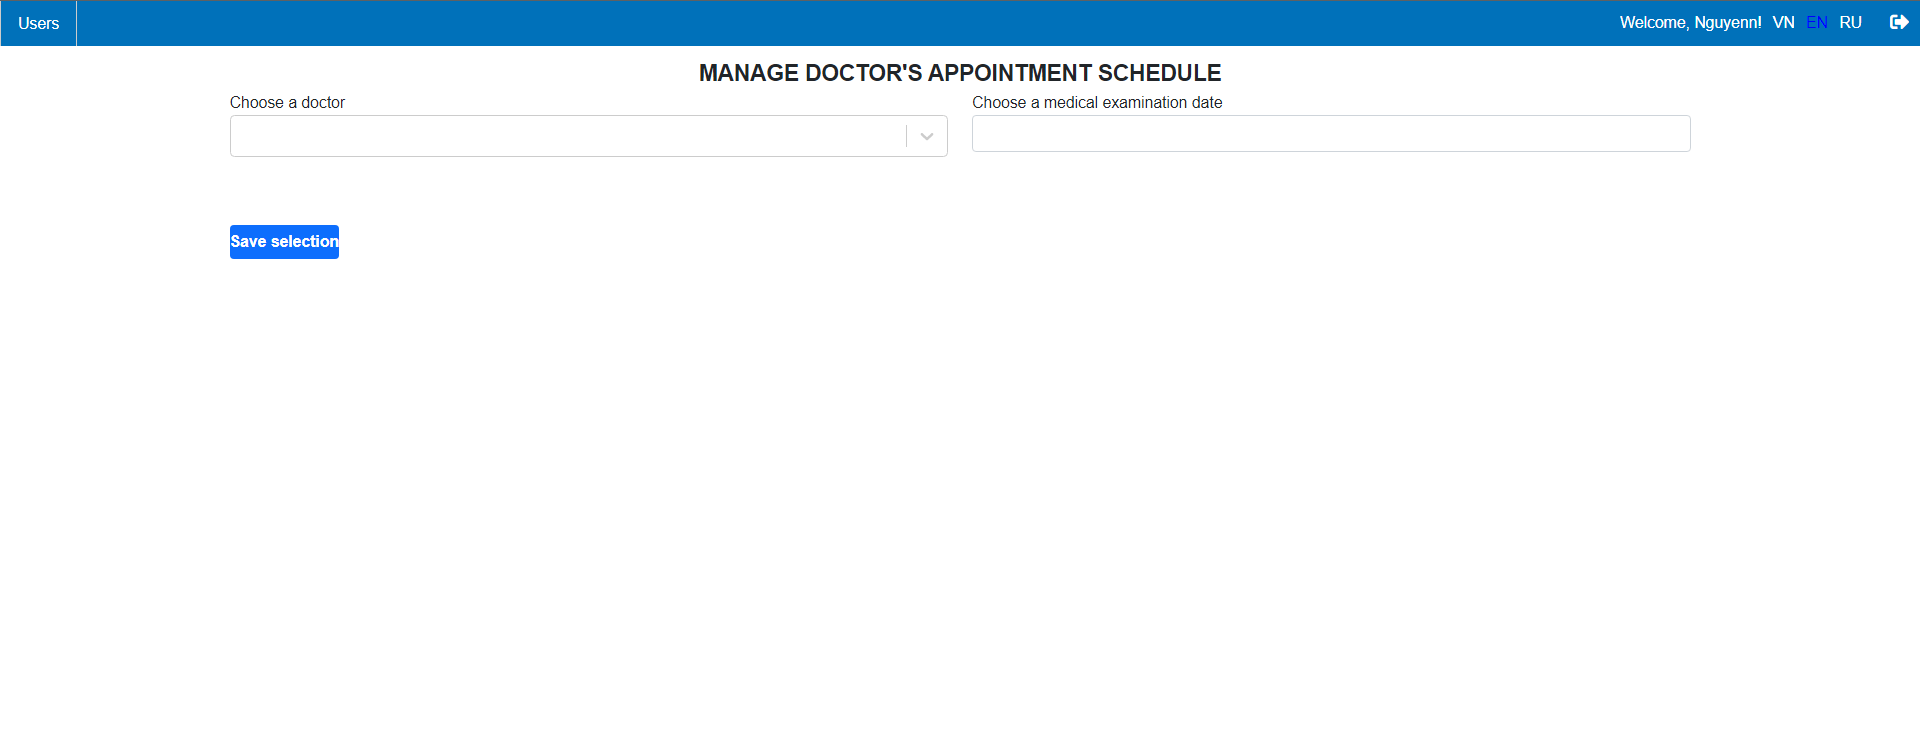 Users
Welcome, Nguyenn! VN EN RU
MANAGE DOCTOR'S APPOINTMENT SCHEDULE
Choose a doctor
Choose a medical examination date
Save selection